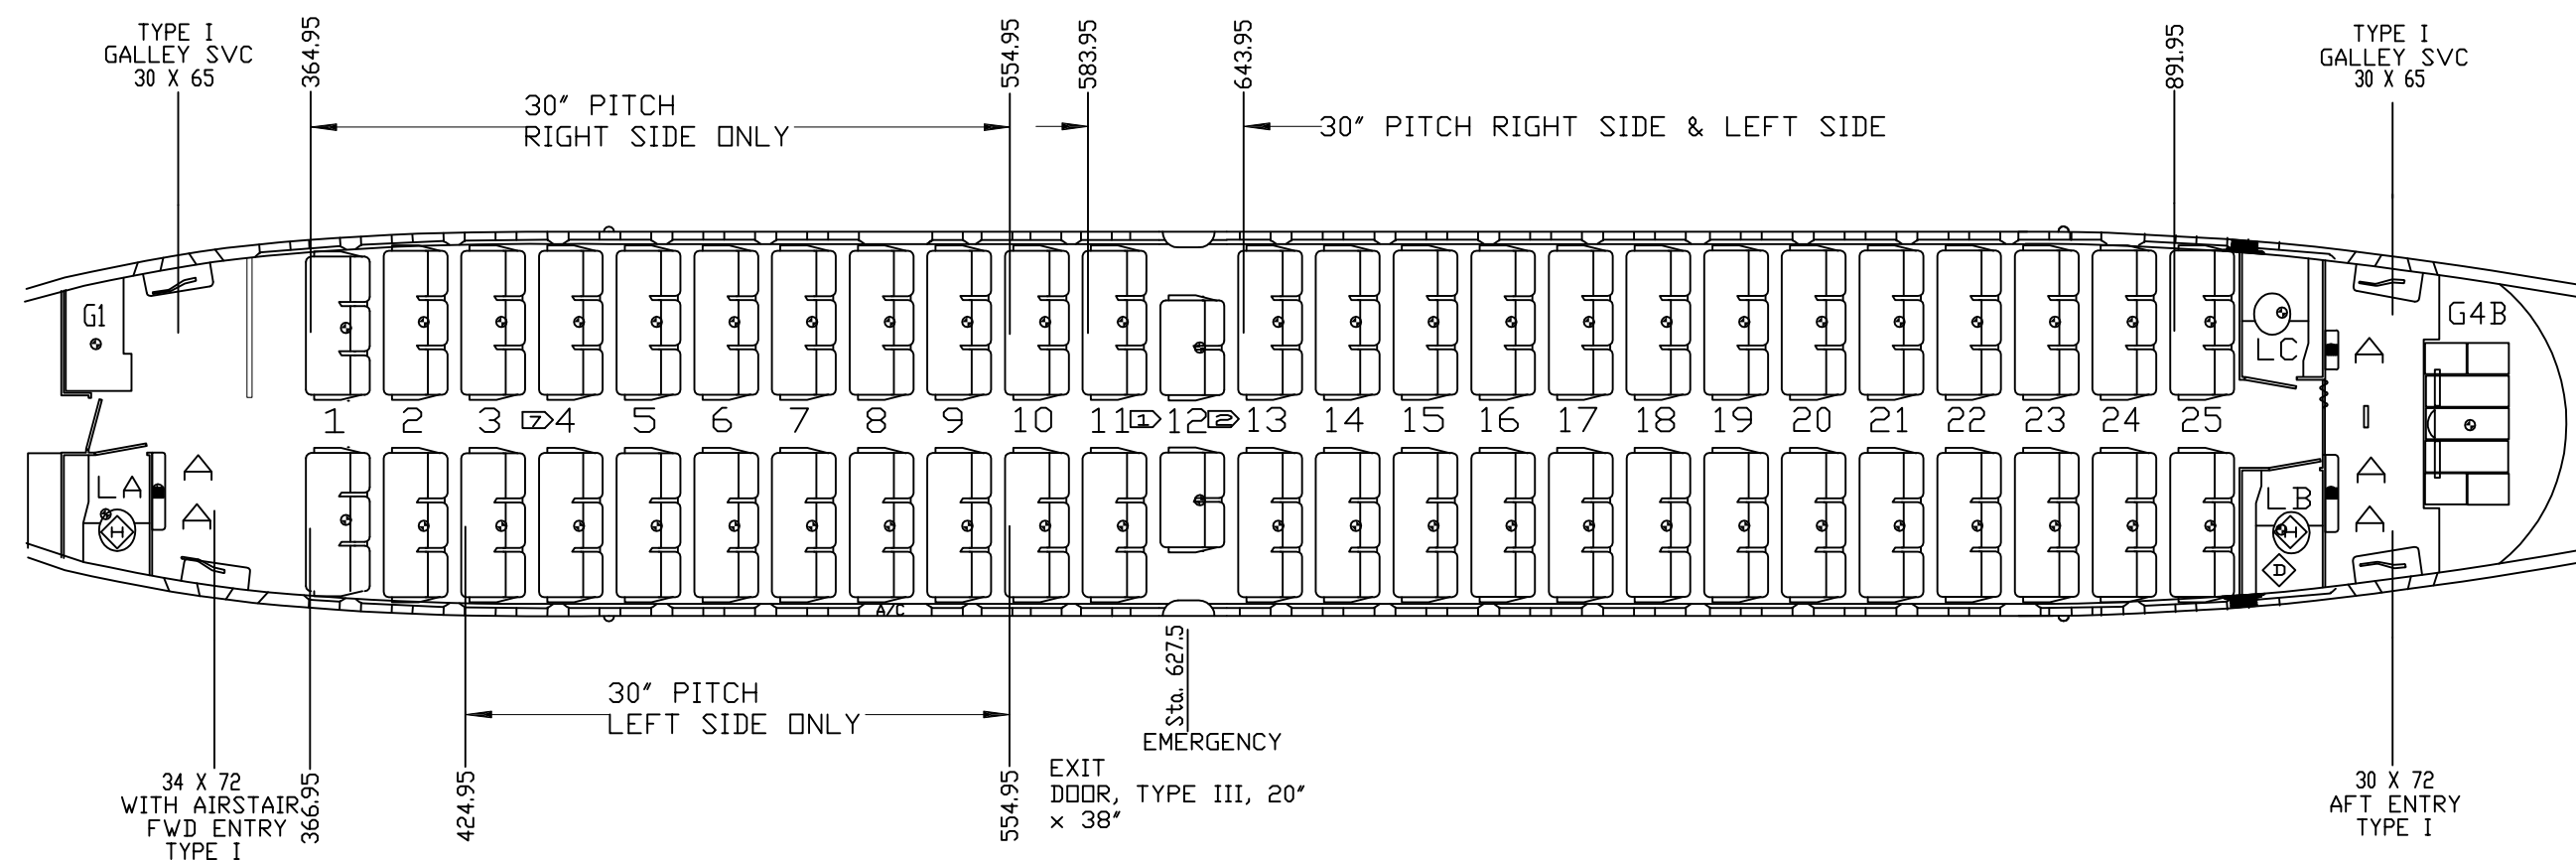 TYPE I
GALLEY SVC
30 X 65
364.95
30" PITCH
RIGHT SIDE ONLY
554.95
583.95
643.95
30" PITCH RIGHT SIDE & LEFT SIDE
891.95
TYPE I
GALLEY SVC
30 X 65
G1
LC
A
G4B
1 2 3 7 4 5 6 7 8 9 10 11 1 12 2 13 14 15 16 17 18 19 20 21 22 23 24 25
I
LA
H
A
A
LB
H
D
A
A
A/C
34 X 72
WITH AIRSTAIR
FWD ENTRY
TYPE I
366.95
424.95
30" PITCH
LEFT SIDE ONLY
554.95
Sta. 627.5
EMERGENCY
EXIT
DOOR, TYPE III, 20"
x 38"
30 X 72
AFT ENTRY
TYPE I